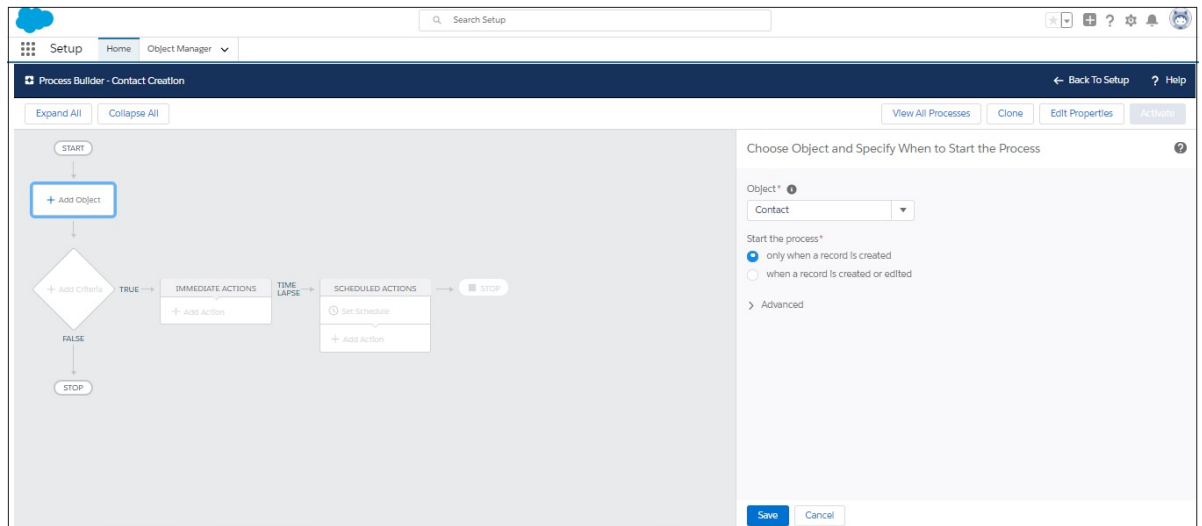 Search Setup
Setup Home Object Manager
Process Builder - Contact Creation
Back To Setup ? Help
Expand All Collapse All
View All Processes Clone Edit Properties Activate
START
+ Add Object
+ Add Criteria
TRUE
IMMEDIATE ACTIONS
+ Add Action
TIME
LAPSE
SCHEDULED ACTIONS
Set Schedule
+ Add Action
STOP
FALSE
STOP
Choose Object and Specify When to Start the Process
Object*
Contact
Start the process*
only when a record is created
when a record is created or edited
Advanced
Save Cancel